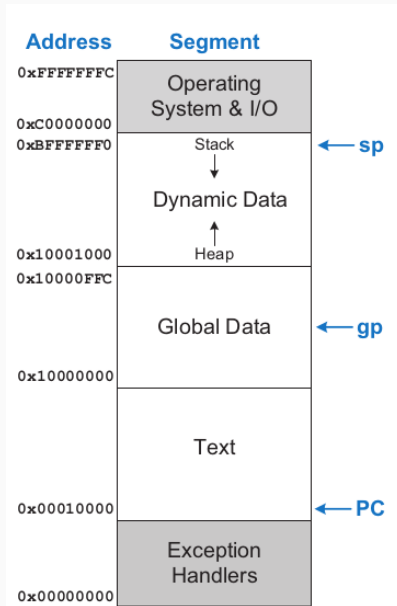 Address Segment
0xFFFFFFFC
Operating
System & I/O
0xC0000000
0xBFFFFFF0 Stack sp
Dynamic Data
0x10001000 Heap
0x10000FFC
Global Data gp
0x10000000
Text
0x00010000 PC
Exception
Handlers
0x00000000